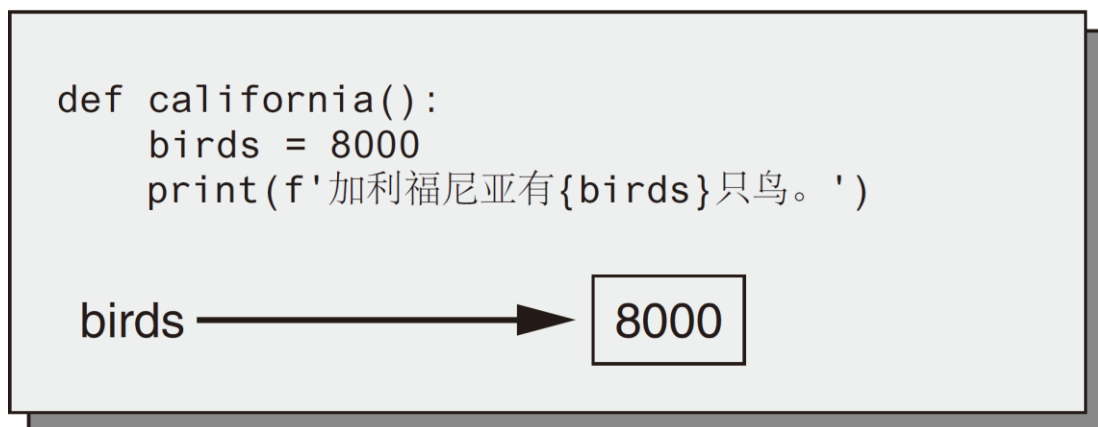 def california():
    birds = 8000
    print(f'加利福尼亚有{birds}只鸟。')
birds 8000